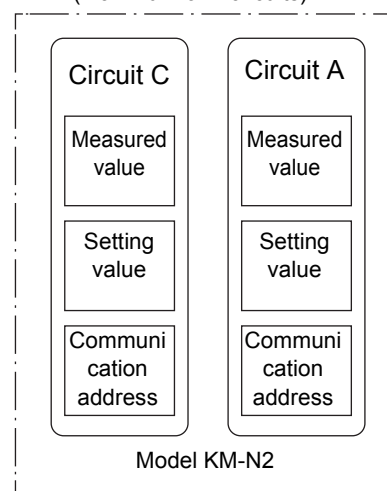 Circuit C
Measured
value
Setting
value
Communi
cation
address
Circuit A
Measured
value
Setting
value
Communi
cation
address
Model KM-N2